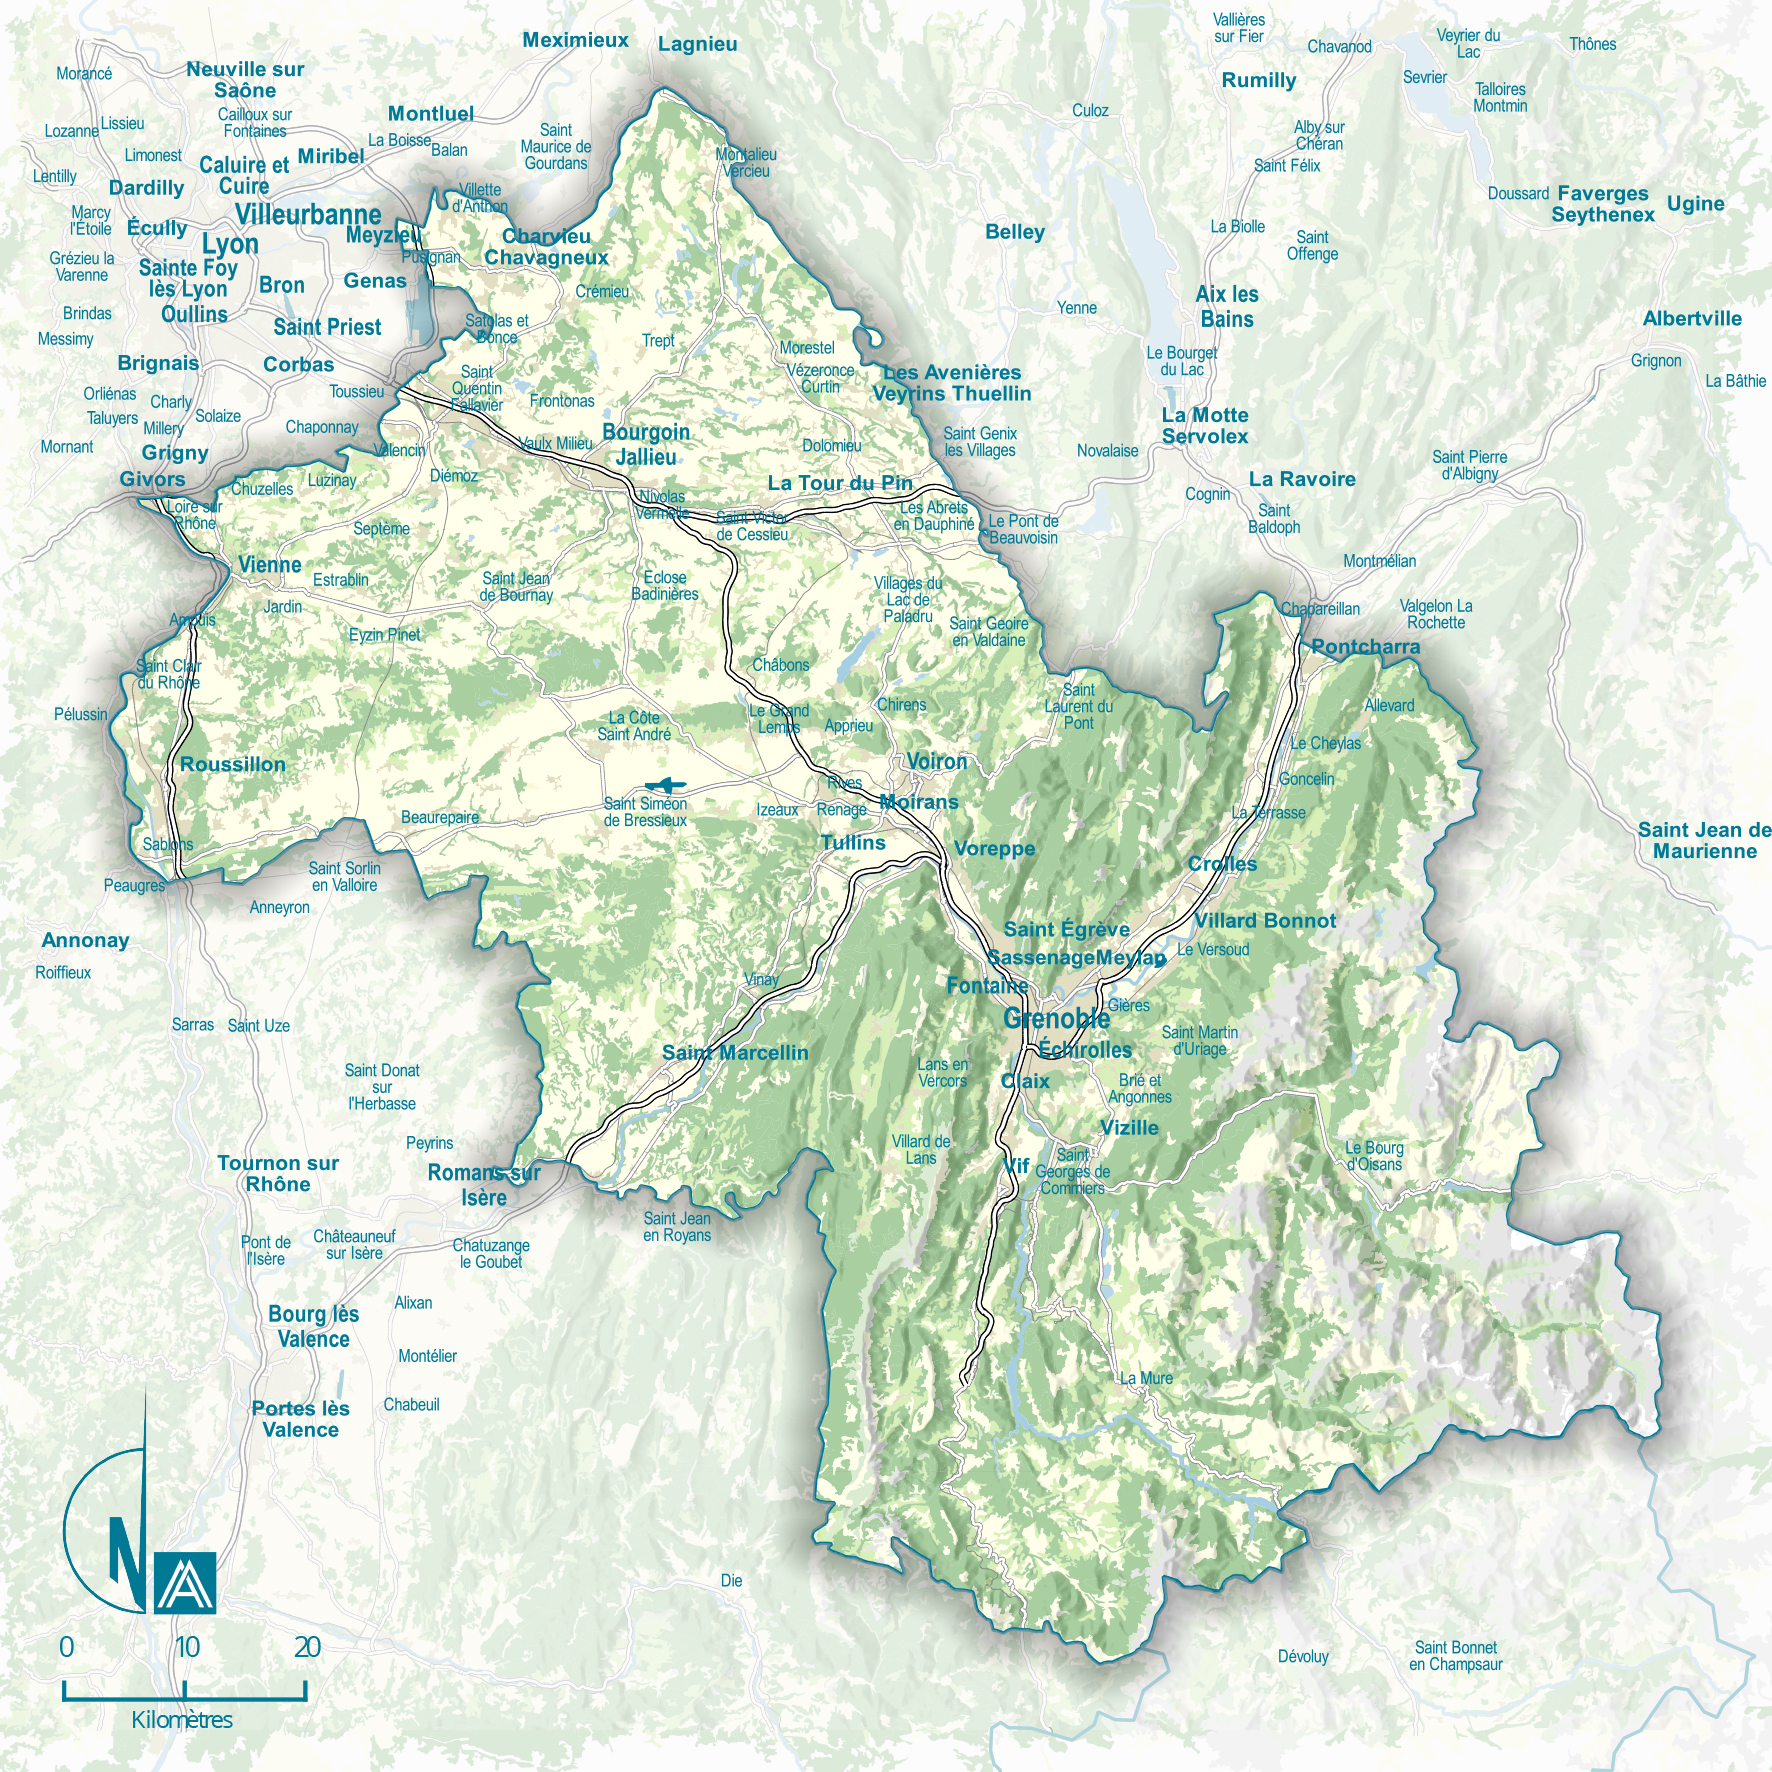 Meximieux
Lagnieu
Vallières
sur Fier
Chavanod
Veyrier du
Lac
Thônes
Morancé
Neuville sur
Saône
Rumilly
Sevrier
Talloires
Montmin
Cailloux sur
Fontaines
Montluel
Culoz
Lozanne
Lissieu
La Boisse
Balan
Saint
Maurice de
Gourdans
Alby sur
Chéran
Limonest
Caluire et
Cuire
Miribel
Montalieu
Vercieu
Saint Félix
Lentilly
Dardilly
Villette
d'Anthon
Doussard
Faverges
Seythenex
Ugine
Marcy
l'Étoile
Écully
Villeurbanne
Meyzieu
Lyon
Charvieu
Chavagneux
Belley
La Biolle
Saint
Offenge
Grézieu la
Varenne
Sainte Foy
lès Lyon
Bron
Genas
Pusignan
Crémieu
Aix les
Bains
Brindas
Oullins
Saint Priest
Satolas et
Bonce
Yenne
Albertville
Messimy
Trept
Morestel
Le Bourget
du Lac
Grignon
Brignais
Corbas
Saint
Quentin
Fallavier
Vézeronce
Curtin
Les Avenières
Veyrins Thuellin
La Bâthie
Orliénas
Charly
Toussieu
Frontonas
Taluyers
Millery
Solaize
Chaponnay
La Motte
Servolex
Mornant
Grigny
Valencin
Vaulx Milieu
Bourgoin
Jallieu
Dolomieu
Saint Genix
les Villages
Novalaise
Saint Pierre
d'Albigny
Givors
Chuzelles
Luzinay
Diémoz
La Tour du Pin
Cognin
La Ravoire
Loire sur
Rhône
Septème
Nivolas
Vermelle
Saint Victor
de Cessieu
Les Abrets
en Dauphiné
Le Pont de
Beauvoisin
Saint
Baldoph
Vienne
Estrablin
Saint Jean
de Bournay
Eclose
Badinières
Villages du
Lac de
Paladru
Montmélian
Jardin
Ampuis
Eyzin Pinet
Saint Geoire
en Valdaine
Chapareillan
Valgelon La
Rochette
Pontcharra
Saint Clair
du Rhône
Châbons
Pélussin
La Côte
Saint André
Le Grand
Lemps
Apprieu
Chirens
Saint
Laurent du
Pont
Allevard
Le Cheylas
Roussillon
Voiron
Goncelin
Rives
Beaurepaire
Saint Siméon
de Bressieux
Izeaux
Renage
Moirans
La Terrasse
Sablons
Tullins
Voreppe
Crolles
Saint Jean de
Maurienne
Peaugres
Saint Sorlin
en Valloire
Anneyron
Saint Égrève
Villard Bonnot
Annonay
Roiffieux
Sassenage
Meylan
Le Versoud
Vinay
Fontaine
Gières
Sarras
Saint Uze
Grenoble
Saint Martin
d'Uriage
Saint Marcellin
Échirolles
Saint Donat
sur
l'Herbasse
Lans en
Vercors
Claix
Brié et
Angonnes
Peyrins
Villard de
Lans
Vizille
Le Bourg
d'Oisans
Tournon sur
Rhône
Romans sur
Isère
Vif
Saint
Georges de
Commiers
Pont de
l'Isère
Châteauneuf
sur Isère
Chatuzange
le Goubet
Saint Jean
en Royans
Bourg lès
Valence
Alixan
Montélier
La Mure
Portes lès
Valence
Chabeuil
N
Die
0 10 20
Kilomètres
Dévoluy
Saint Bonnet
en Champsaur